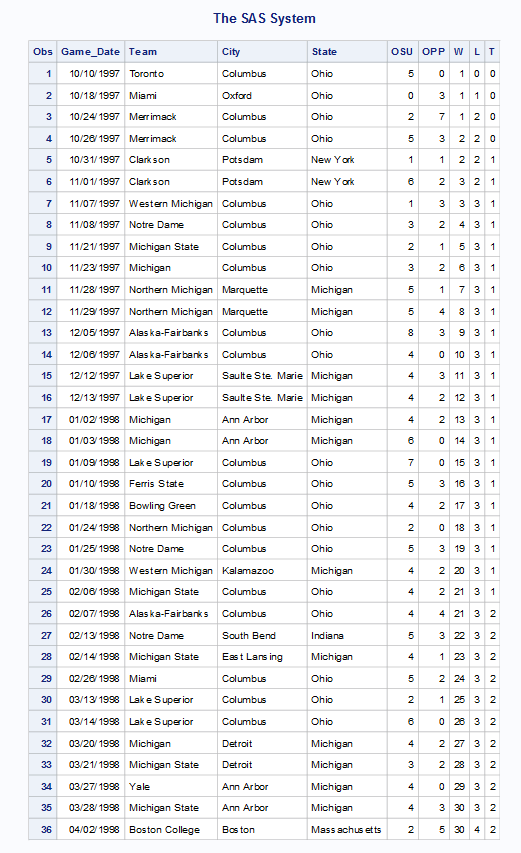 The SAS System
Obs Game_Date Team City State OSU OPP W L T
1 10/10/1997 Toronto Columbus Ohio 5 0 1 0 0
2 10/18/1997 Miami Oxford Ohio 0 3 1 1 0
3 10/24/1997 Merrimack Columbus Ohio 2 7 1 2 0
4 10/26/1997 Merrimack Columbus Ohio 5 3 2 2 0
5 10/31/1997 Clarkson Potsdam New York 1 1 2 2 1
6 11/01/1997 Clarkson Potsdam New York 6 2 3 2 1
7 11/07/1997 Western Michigan Columbus Ohio 1 3 3 3 1
8 11/08/1997 Notre Dame Columbus Ohio 3 2 4 3 1
9 11/21/1997 Michigan State Columbus Ohio 2 1 5 3 1
10 11/23/1997 Michigan Columbus Ohio 3 2 6 3 1
11 11/28/1997 Northern Michigan Marquette Michigan 5 1 7 3 1
12 11/29/1997 Northern Michigan Marquette Michigan 5 4 8 3 1
13 12/05/1997 Alaska-Fairbanks Columbus Ohio 8 3 9 3 1
14 12/06/1997 Alaska-Fairbanks Columbus Ohio 4 0 10 3 1
15 12/12/1997 Lake Superior Saulte Ste. Marie Michigan 4 3 11 3 1
16 12/13/1997 Lake Superior Saulte Ste. Marie Michigan 4 2 12 3 1
17 01/02/1998 Michigan Ann Arbor Michigan 4 2 13 3 1
18 01/03/1998 Michigan Ann Arbor Michigan 6 0 14 3 1
19 01/09/1998 Lake Superior Columbus Ohio 7 0 15 3 1
20 01/10/1998 Ferris State Columbus Ohio 5 3 16 3 1
21 01/18/1998 Bowling Green Columbus Ohio 4 2 17 3 1
22 01/24/1998 Northern Michigan Columbus Ohio 2 0 18 3 1
23 01/25/1998 Notre Dame Columbus Ohio 5 3 19 3 1
24 01/30/1998 Western Michigan Kalamazoo Michigan 4 2 20 3 1
25 02/06/1998 Michigan State Columbus Ohio 4 2 21 3 1
26 02/07/1998 Alaska-Fairbanks Columbus Ohio 4 4 21 3 2
27 02/13/1998 Notre Dame South Bend Indiana 5 3 22 3 2
28 02/14/1998 Michigan State East Lansing Michigan 4 1 23 3 2
29 02/26/1998 Miami Columbus Ohio 5 2 24 3 2
30 03/13/1998 Lake Superior Columbus Ohio 2 1 25 3 2
31 03/14/1998 Lake Superior Columbus Ohio 6 0 26 3 2
32 03/20/1998 Michigan Detroit Michigan 4 2 27 3 2
33 03/21/1998 Michigan State Detroit Michigan 3 2 28 3 2
34 03/27/1998 Yale Ann Arbor Michigan 4 0 29 3 2
35 03/28/1998 Michigan State Ann Arbor Michigan 4 3 30 3 2
36 04/02/1998 Boston College Boston Massachusetts 2 5 30 4 2